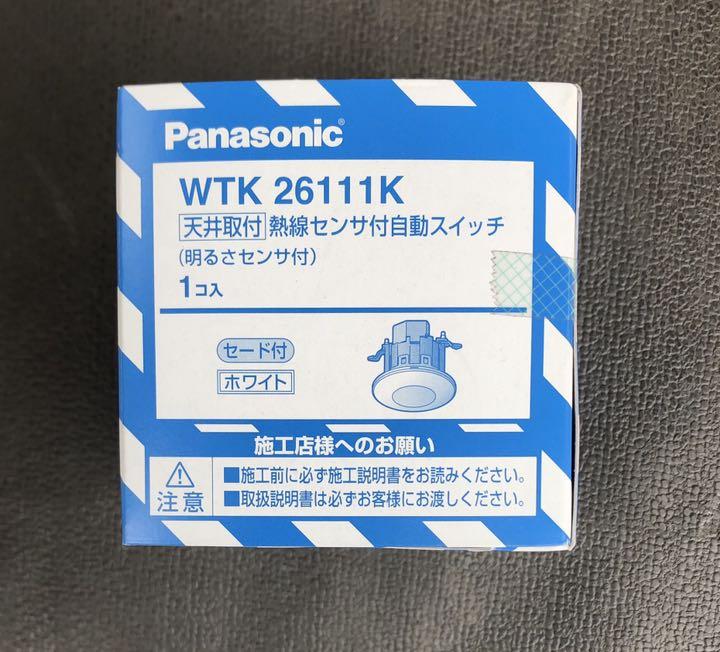 Panasonic®
WTK 26111K
天井取付 熱線センサ付自動スイッチ
(明るさセンサ付)
1コ入
セード付
ホワイト
施工店様へのお願い
注意
■施工前に必ず施工説明書をお読みください。
■取扱説明書は必ずお客様にお渡しください。